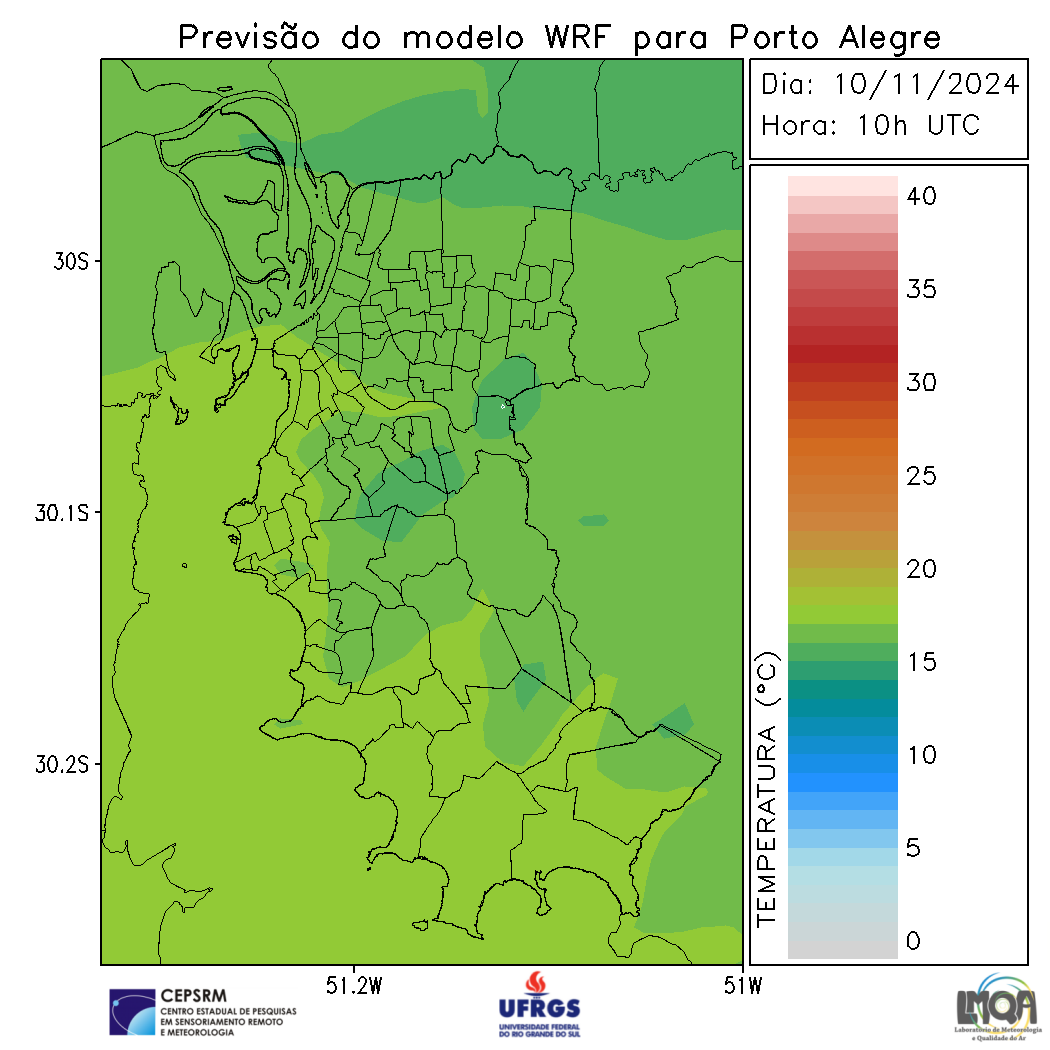 Previsão do modelo WRF para Porto Alegre
Dia: 10/11/2024
Hora: 10h UTC
30S
30.1S
30.2S
51.2W
51W
TEMPERATURA (°C)
40
35
30
25
20
15
10
5
0
CEPSRM
CENTRO ESTADUAL DE PESQUISAS
EM SENSORIAMENTO REMOTO
E METEOROLOGIA
UFRGS
UNIVERSIDADE FEDERAL
DO RIO GRANDE DO SUL
LMQA
Laboratório de Meteorologia
e Qualidade do Ar